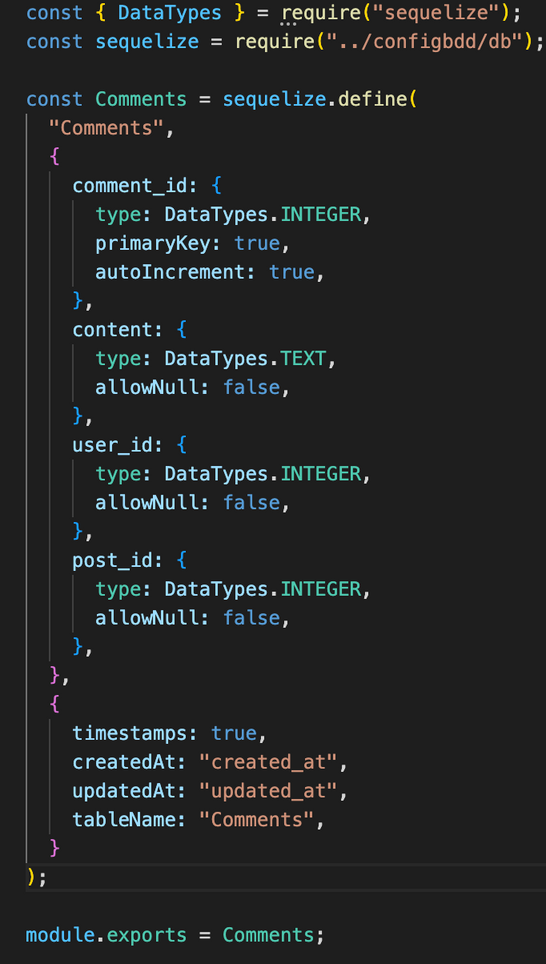 const { DataTypes } = require("sequelize");
const sequelize = require("../configbdd/db");
const Comments = sequelize.define(
"Comments",
{
comment_id: {
type: DataTypes.INTEGER,
primaryKey: true,
autoIncrement: true,
},
content: {
type: DataTypes.TEXT,
allowNull: false,
},
user_id: {
type: DataTypes.INTEGER,
allowNull: false,
},
post_id: {
type: DataTypes.INTEGER,
allowNull: false,
},
},
{
timestamps: true,
createdAt: "created_at",
updatedAt: "updated_at",
tableName: "Comments",
}
);
module.exports = Comments;